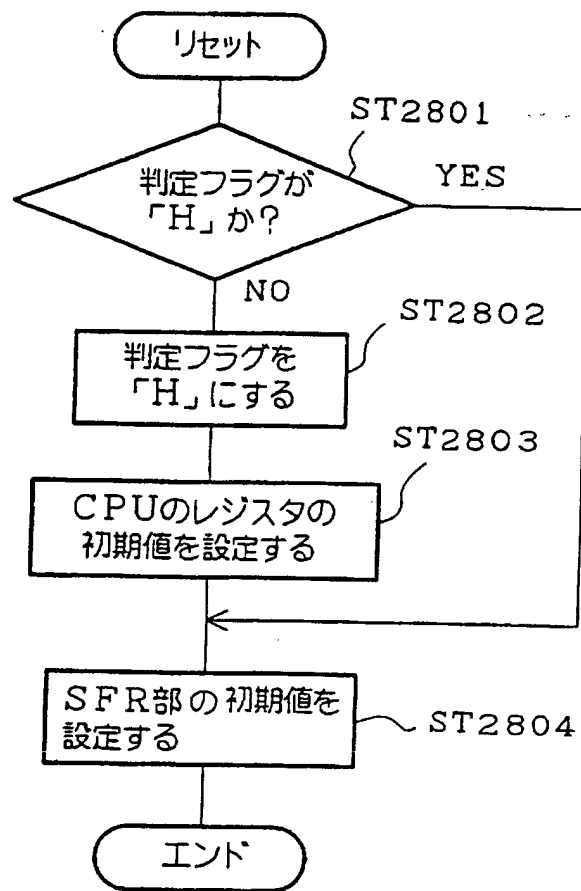 リセット
ST2801
判定フラグが
「H」か?
YES
NO
ST2802
判定フラグを
「H」にする
ST2803
CPUのレジスタの
初期値を設定する
SFR部の初期値を
設定する
ST2804
エンド